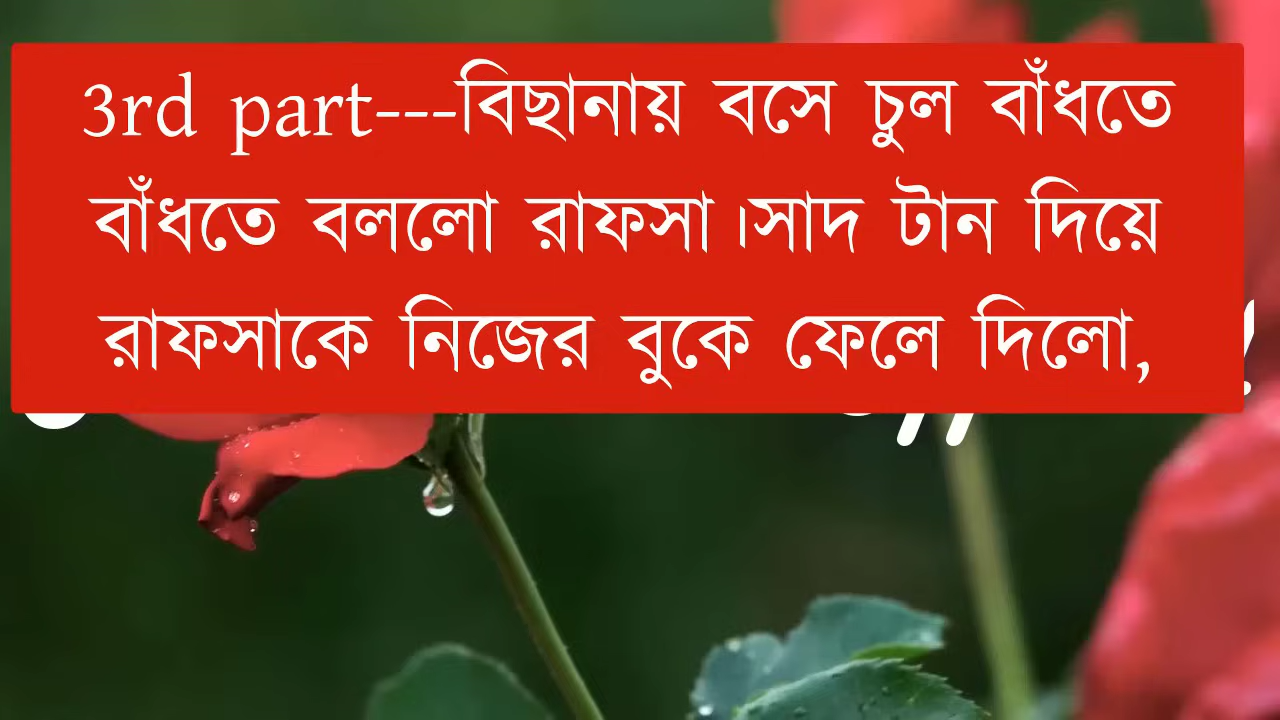 3rd part---বিছানায় বসে চুল বাঁধতে
বাঁধতে বললো রাফসা।সাদ টান দিয়ে
রাফসাকে নিজের বুকে ফেলে দিলো,